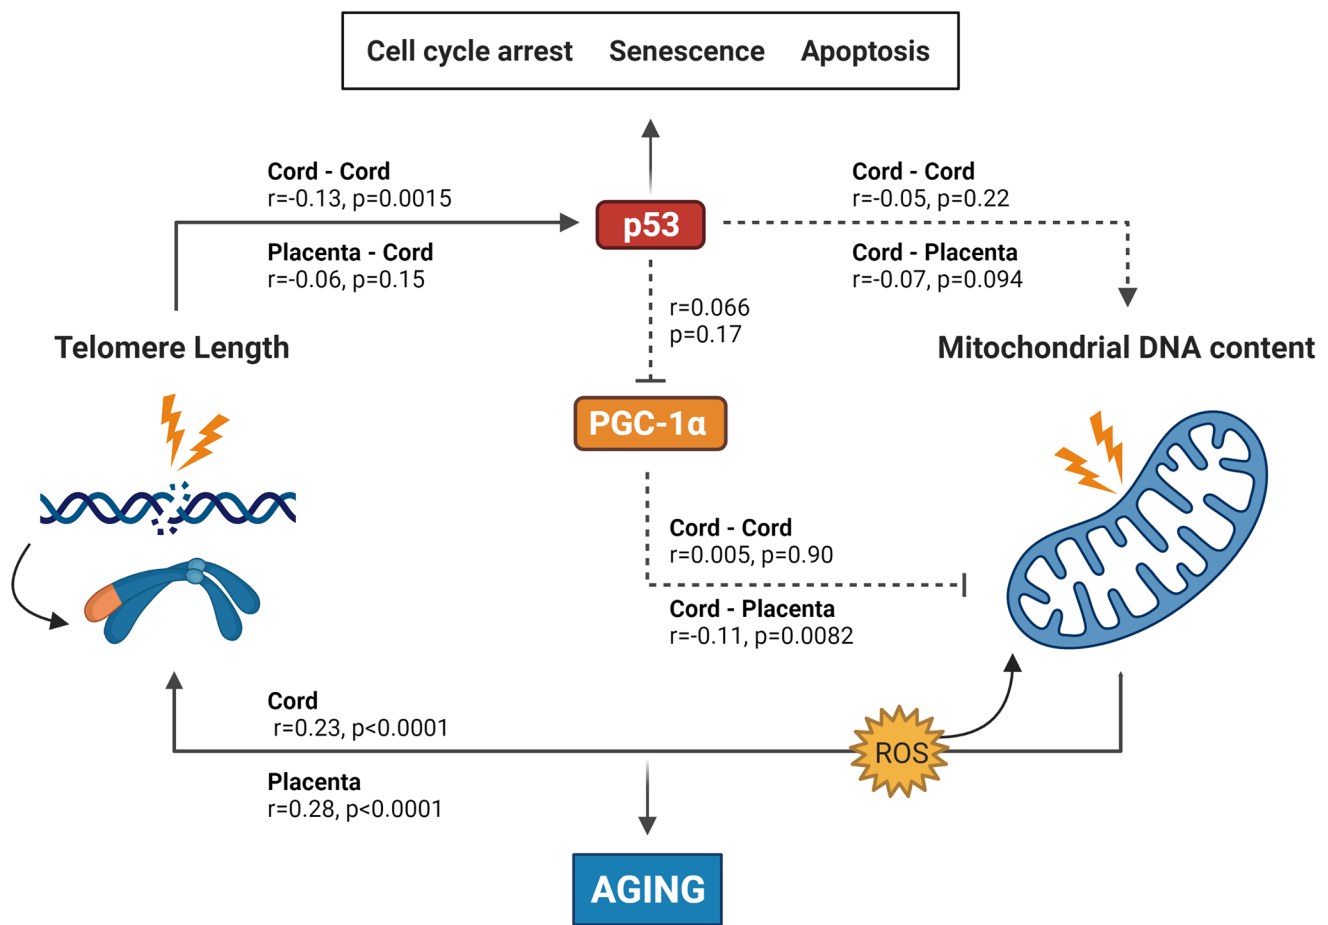 Cell cycle arrest Senescence Apoptosis
Cord - Cord
r=-0.13, p=0.0015
Placenta - Cord
r=-0.06, p=0.15
p53
Cord - Cord
r=-0.05, p=0.22
Cord - Placenta
r=-0.07, p=0.094
r=0.066
p=0.17
Telomere Length
Mitochondrial DNA content
PGC-1α
Cord - Cord
r=0.005, p=0.90
Cord - Placenta
r=-0.11, p=0.0082
Cord
r=0.23, p<0.0001
ROS
Placenta
r=0.28, p<0.0001
AGING